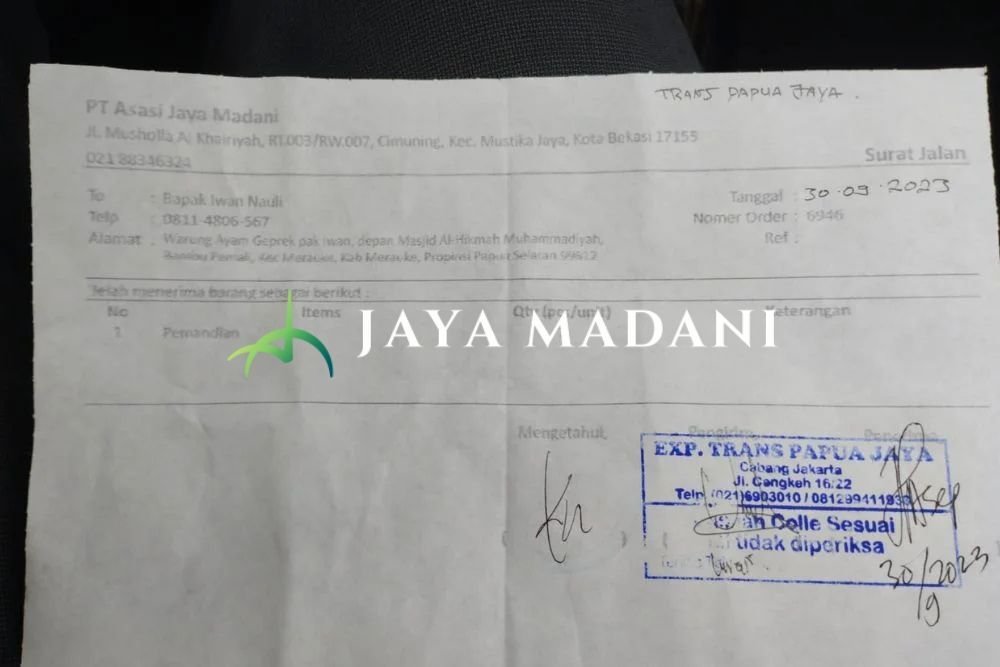 TRANS PAPUA JAYA.
PT Asasi Jaya Madani
Jl. Musholla Al Khairiyah, RT.003/RW.007, Cimuning, Kec. Mustika Jaya, Kota Bekasi 17155
021 88346324
Surat Jalan
To : Bapak Iwan Nauli
Tanggal : 30-09-2023
Telp : 0811-4806-567
Nomer Order : 6946
Alamat : Warung Ayam Geprek pak Iwan, depan Masjid Al-Hikmah Muhammadiyah,
Ref :
Kec Merauke, Kab Merauke, Propinsi Papua Selatan 99612
Telah menerima barang sebagai berikut :
No Items Qty (pcs/unit) Keterangan
1 Pemandian
JAYA MADANI
Mengetahui, Pengirim, Penerima,
EXP. TRANS PAPUA JAYA
Cabang Jakarta
Jl. Cengkeh 16/22
Telp. (021)6903010 / 081299411930
Colle Sesuai
tidak diperiksa
30/2023
9